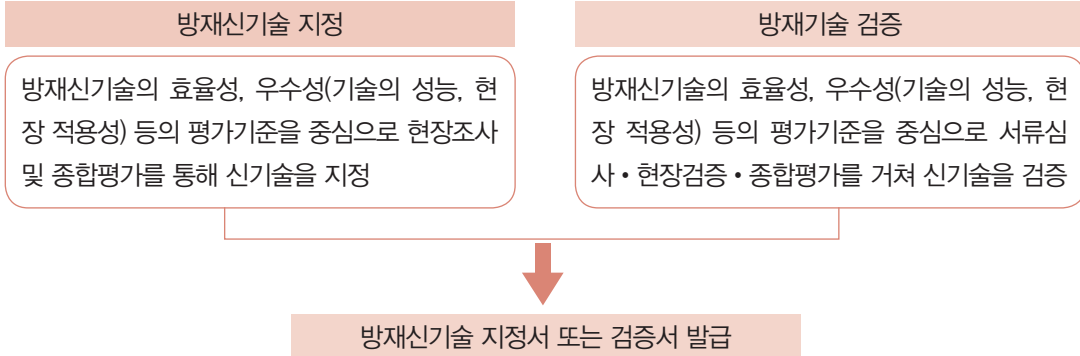 방재신기술 지정
방재신기술의 효율성, 우수성(기술의 성능, 현
장 적용성) 등의 평가기준을 중심으로 현장조사
및 종합평가를 통해 신기술을 지정
방재기술 검증
방재신기술의 효율성, 우수성(기술의 성능, 현
장 적용성) 등의 평가기준을 중심으로 서류심
사•현장검증•종합평가를 거쳐 신기술을 검증
방재신기술 지정서 또는 검증서 발급